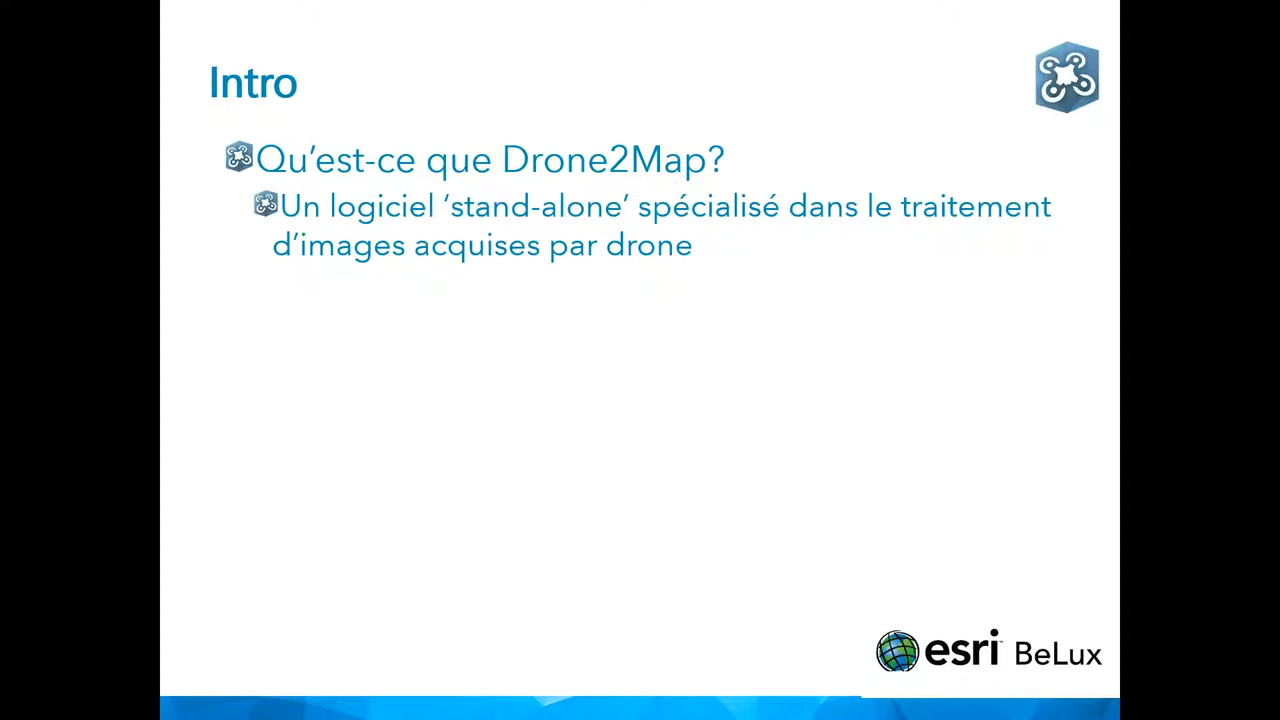 Intro
Qu’est-ce que Drone2Map?
Un logiciel ‘stand-alone’ spécialisé dans le traitement
d’images acquises par drone
esri BeLux